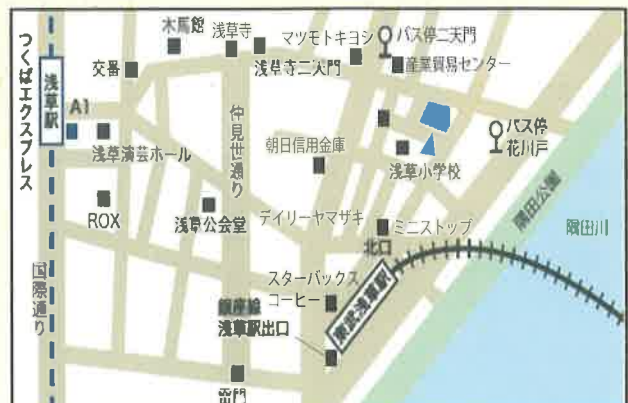 つくばエクスプレス
浅草駅
A1
交番
木馬館
浅草寺
浅草寺二天門
マツモトキヨシ
バス停二天門
産業貿易センター
浅草演芸ホール
仲見世通り
朝日信用金庫
浅草小学校
バス停
花川戸
ROX
浅草公会堂
デイリーヤマザキ
ミニストップ
北口
隅田公園
隅田川
国際通り
スターバックス
コーヒー
東武浅草駅
銀座線
浅草駅出口
雷門